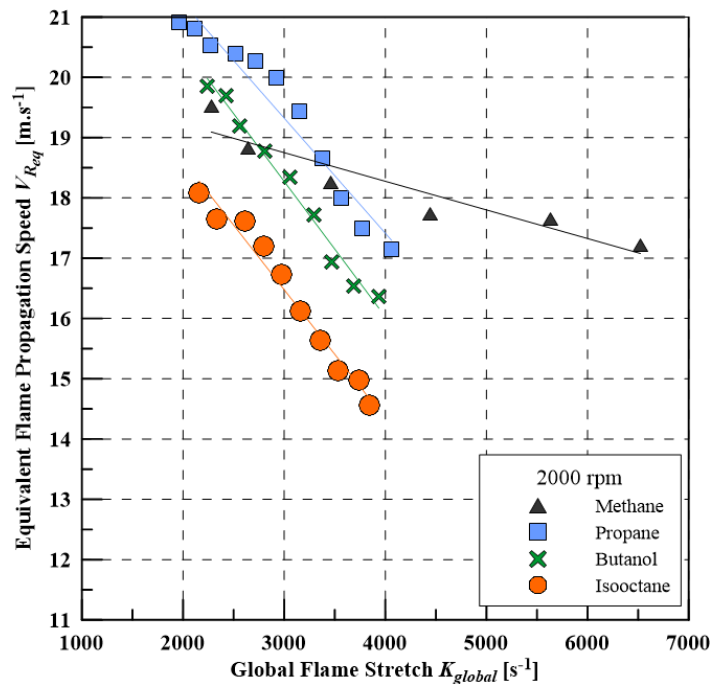 21
20
19
18
17
16
15
14
13
12
11
Equivalent Flame Propagation Speed V_Req [m.s⁻¹]
1000 2000 3000 4000 5000 6000 7000
Global Flame Stretch K_global [s⁻¹]
2000 rpm
Methane
Propane
Butanol
Isooctane